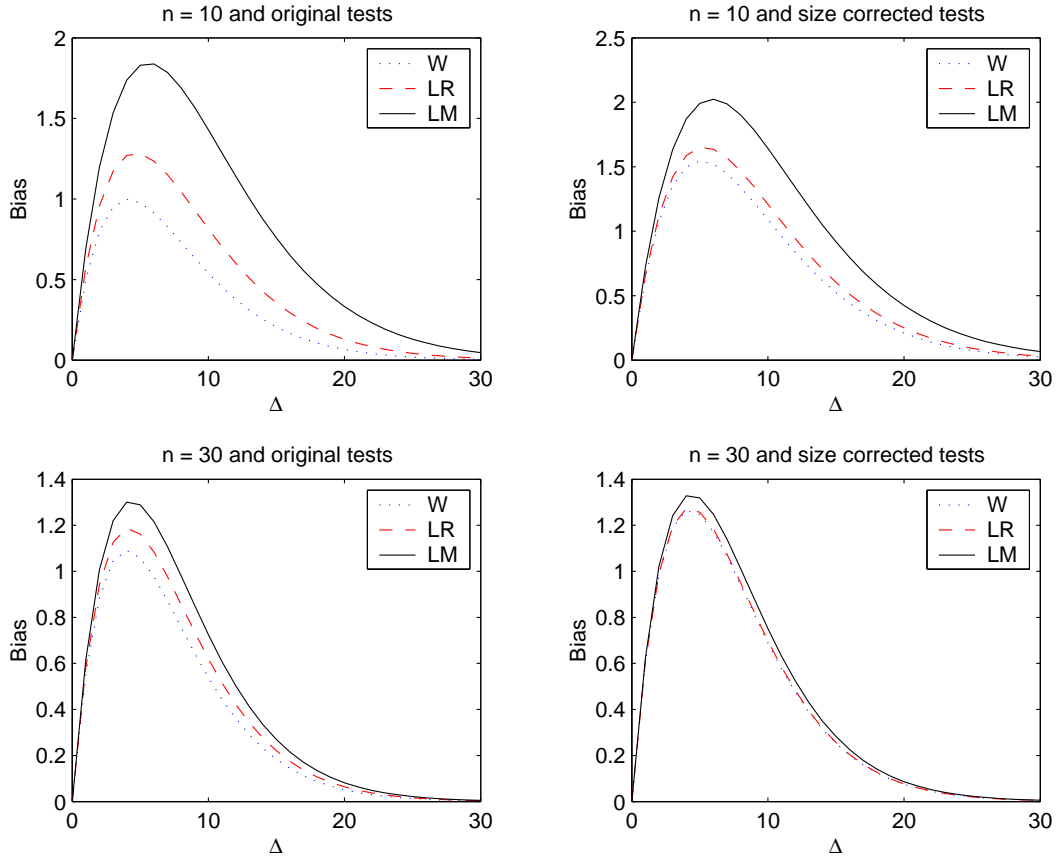 n = 10 and original tests
2
1.5
1
0.5
0
0
10
20
30
Bias
Δ
W
LR
LM
n = 10 and size corrected tests
2.5
2
1.5
1
0.5
0
0
10
20
30
Bias
Δ
W
LR
LM
n = 30 and original tests
1.4
1.2
1
0.8
0.6
0.4
0.2
0
0
10
20
30
Bias
Δ
W
LR
LM
n = 30 and size corrected tests
1.4
1.2
1
0.8
0.6
0.4
0.2
0
0
10
20
30
Bias
Δ
W
LR
LM